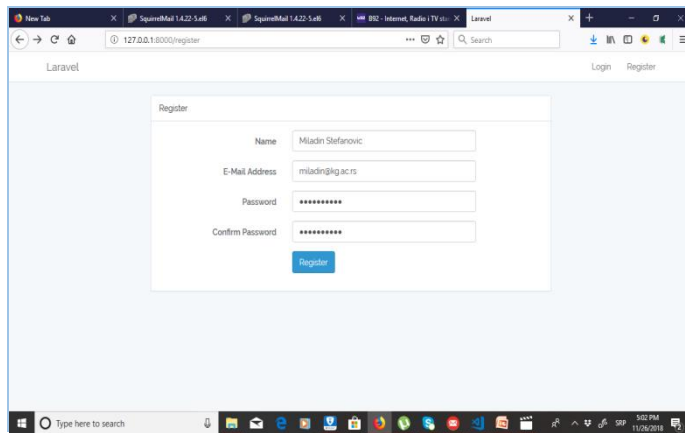 New Tab
SquirrelMail 1.4.22-5.el6
SquirrelMail 1.4.22-5.el6
B92 - Internet, Radio i TV sta
Laravel
127.0.0.1:8000/register
Search
Laravel
Login Register
Register
Name Miladin Stefanovic
E-Mail Address miladin@kg.ac.rs
Password ••••••••••
Confirm Password ••••••••••
Register
Type here to search
SRP
5:02 PM
11/26/2018